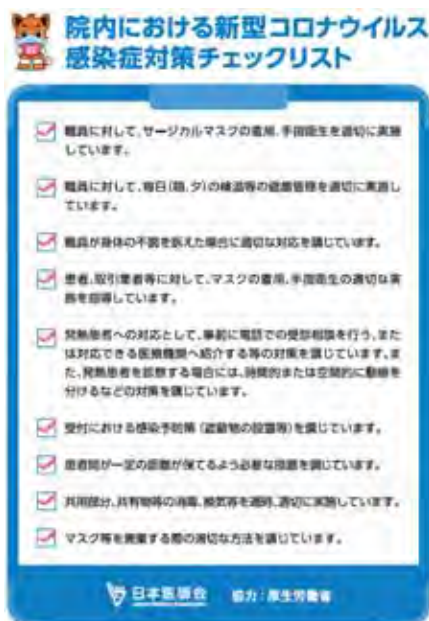 院内における新型コロナウイルス
感染症対策チェックリスト
職員に対して、サージカルマスクの着用、手指衛生を適切に実施
しています。
職員に対して、毎日(朝、夕)の検温等の健康管理を適切に実施し
ています。
職員が身体の不調を訴えた場合に適切な対応を講じています。
患者、取引業者等に対して、マスクの着用、手指衛生の適切な実
施を指導しています。
発熱患者への対応として、事前に電話での受診相談を行う、また
は対応できる医療機関へ紹介する等の対策を講じています。ま
た、発熱患者を診察する場合には、時間的または空間的に動線を
分けるなどの対策を講じています。
受付における感染予防策(遮蔽物の設置等)を講じています。
患者間が一定の距離が保てるよう必要な措置を講じています。
共用部分、共有物等の消毒、換気等を適時、適切に実施しています。
マスク等を廃棄する際の適切な方法を講じています。
日本医師会 協力:厚生労働省